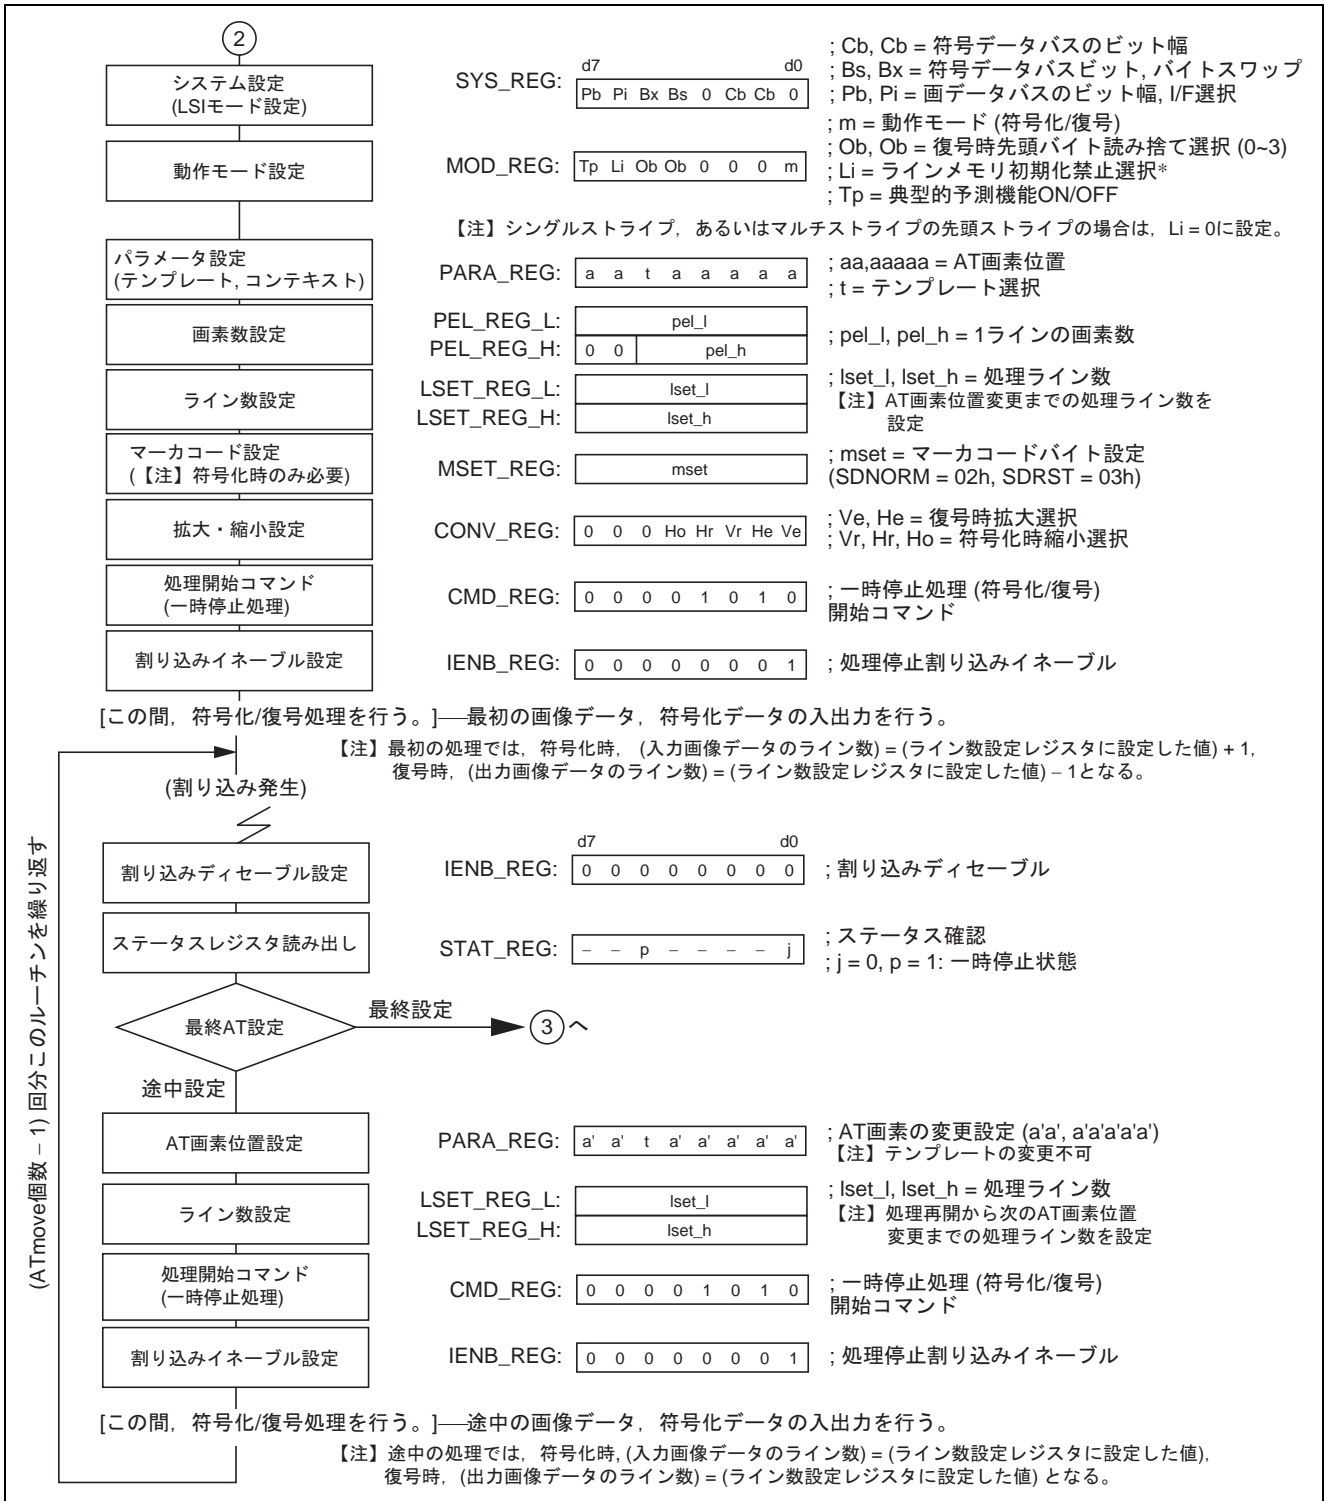 2
システム設定
(LSIモード設定)
SYS_REG:
d7 d0
Pb Pi Bx Bs 0 Cb Cb 0
; Cb, Cb = 符号データバスのビット幅
; Bs, Bx = 符号データバスビット, バイトスワップ
; Pb, Pi = 画データバスのビット幅, I/F選択
動作モード設定
MOD_REG:
Tp Li Ob Ob 0 0 0 m
; m = 動作モード (符号化/復号)
; Ob, Ob = 復号時先頭バイト読み捨て選択 (0~3)
; Li = ラインメモリ初期化禁止選択*
; Tp = 典型的予測機能ON/OFF
【注】シングルストライプ，あるいはマルチストライプの先頭ストライプの場合は，Li = 0に設定。
パラメータ設定
(テンプレート, コンテキスト)
PARA_REG:
a a t a a a a a
; aa,aaaaa = AT画素位置
; t = テンプレート選択
画素数設定
PEL_REG_L:
pel_l
PEL_REG_H:
0 0 pel_h
; pel_l, pel_h = 1ラインの画素数
ライン数設定
LSET_REG_L:
lset_l
LSET_REG_H:
lset_h
; lset_l, lset_h = 処理ライン数
【注】AT画素位置変更までの処理ライン数を
設定
マーカコード設定
(【注】符号化時のみ必要)
MSET_REG:
mset
; mset = マーカコードバイト設定
(SDNORM = 02h, SDRST = 03h)
拡大・縮小設定
CONV_REG:
0 0 0 Ho Hr Vr He Ve
; Ve, He = 復号時拡大選択
; Vr, Hr, Ho = 符号化時縮小選択
処理開始コマンド
(一時停止処理)
CMD_REG:
0 0 0 0 1 0 1 0
; 一時停止処理 (符号化/復号)
開始コマンド
割り込みイネーブル設定
IENB_REG:
0 0 0 0 0 0 0 1
; 処理停止割り込みイネーブル
[この間，符号化/復号処理を行う。]──最初の画像データ，符号化データの入出力を行う。
【注】最初の処理では，符号化時，(入力画像データのライン数) = (ライン数設定レジスタに設定した値) + 1,
復号時，(出力画像データのライン数) = (ライン数設定レジスタに設定した値) – 1となる。
(割り込み発生)
(ATmove個数 – 1) 回分このルーチンを繰り返す
割り込みディセーブル設定
IENB_REG:
d7 d0
0 0 0 0 0 0 0 0
; 割り込みディセーブル
ステータスレジスタ読み出し
STAT_REG:
– – p – – – – j
; ステータス確認
; j = 0, p = 1: 一時停止状態
最終AT設定
最終設定
3 へ
途中設定
AT画素位置設定
PARA_REG:
a' a' t a' a' a' a' a'
; AT画素の変更設定 (a'a', a'a'a'a'a')
【注】テンプレートの変更不可
ライン数設定
LSET_REG_L:
lset_l
LSET_REG_H:
lset_h
; lset_l, lset_h = 処理ライン数
【注】処理再開から次のAT画素位置
変更までの処理ライン数を設定
処理開始コマンド
(一時停止処理)
CMD_REG:
0 0 0 0 1 0 1 0
; 一時停止処理 (符号化/復号)
開始コマンド
割り込みイネーブル設定
IENB_REG:
0 0 0 0 0 0 0 1
; 処理停止割り込みイネーブル
[この間，符号化/復号処理を行う。]──途中の画像データ，符号化データの入出力を行う。
【注】途中の処理では，符号化時, (入力画像データのライン数) = (ライン数設定レジスタに設定した値),
復号時，(出力画像データのライン数) = (ライン数設定レジスタに設定した値) となる。